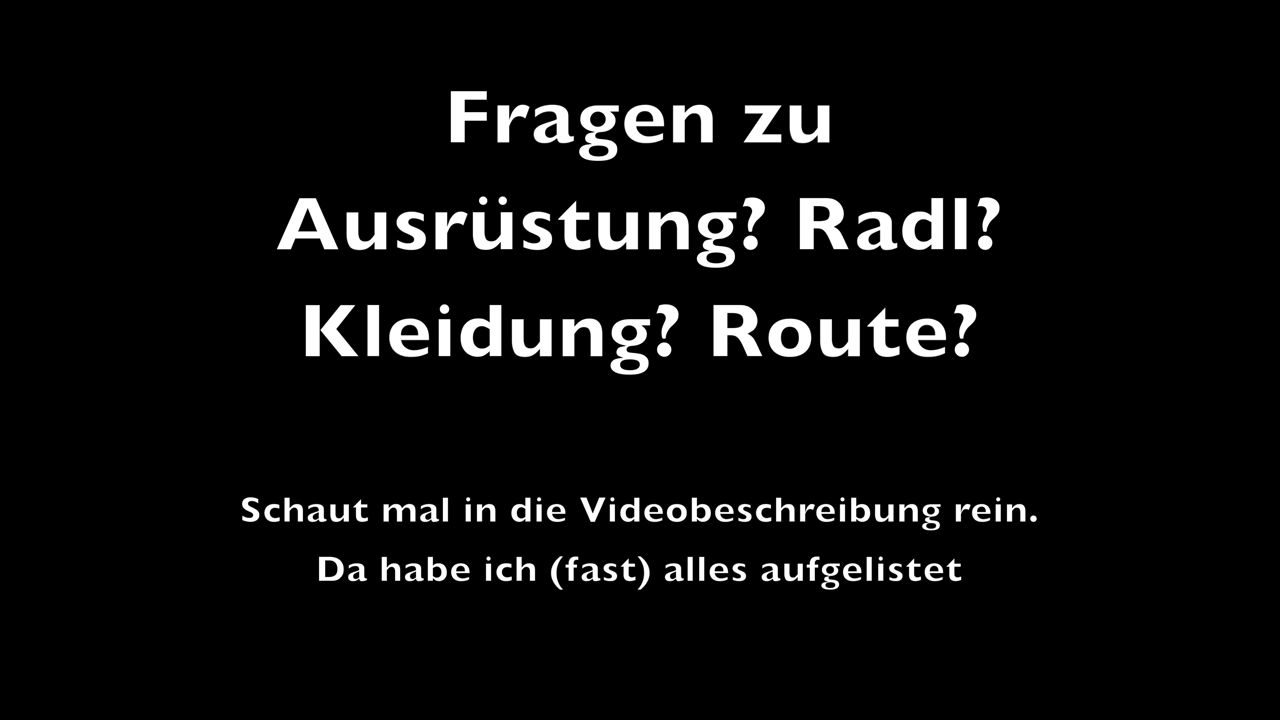 Fragen zu
Ausrüstung? Radl?
Kleidung? Route?
Schaut mal in die Videobeschreibung rein.
Da habe ich (fast) alles aufgelistet